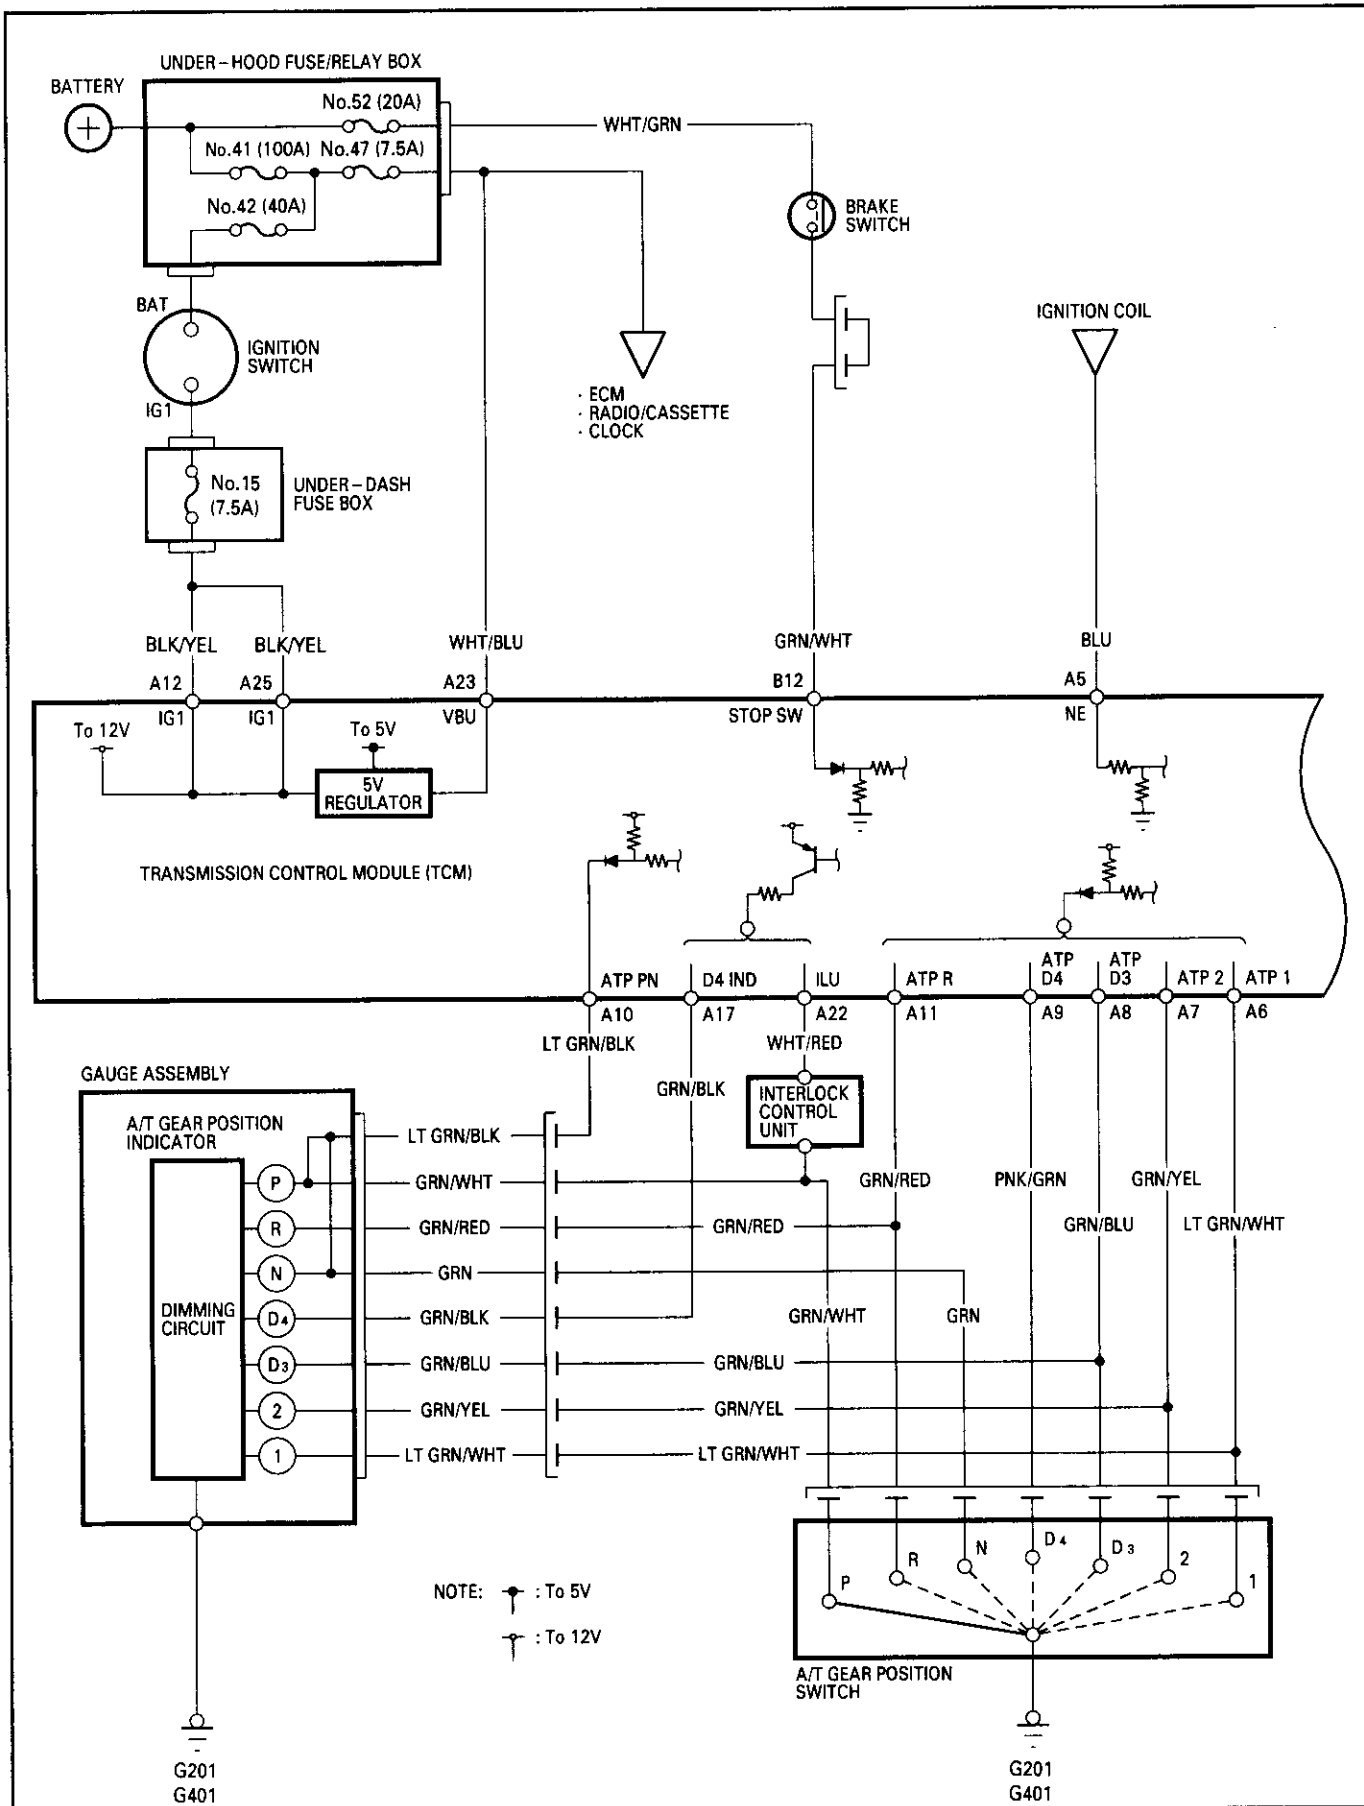 UNDER-HOOD FUSE/RELAY BOX
BATTERY
No.52 (20A)
WHT/GRN
No.41 (100A) No.47 (7.5A)
No.42 (40A)
BRAKE
SWITCH
BAT
IGNITION
SWITCH
IG1
IGNITION COIL
· ECM
· RADIO/CASSETTE
· CLOCK
No.15
(7.5A)
UNDER-DASH
FUSE BOX
BLK/YEL BLK/YEL WHT/BLU GRN/WHT BLU
A12 A25 A23 B12 A5
IG1 IG1 VBU STOP SW NE
To 12V
To 5V
5V
REGULATOR
TRANSMISSION CONTROL MODULE (TCM)
ATP PN D4 IND ILU ATP R ATP D4 ATP D3 ATP 2 ATP 1
A10 A17 A22 A11 A9 A8 A7 A6
LT GRN/BLK
WHT/RED
GRN/BLK
INTERLOCK
CONTROL
UNIT
GAUGE ASSEMBLY
A/T GEAR POSITION
INDICATOR
LT GRN/BLK
P GRN/WHT
GRN/RED PNK/GRN GRN/YEL
R GRN/RED GRN/RED
GRN/BLU LT GRN/WHT
N GRN
DIMMING
CIRCUIT
D4 GRN/BLK
GRN/WHT GRN
D3 GRN/BLU GRN/BLU
2 GRN/YEL GRN/YEL
1 LT GRN/WHT LT GRN/WHT
P R N D4 D3 2 1
NOTE: : To 5V
: To 12V
A/T GEAR POSITION
SWITCH
G201
G401
G201
G401